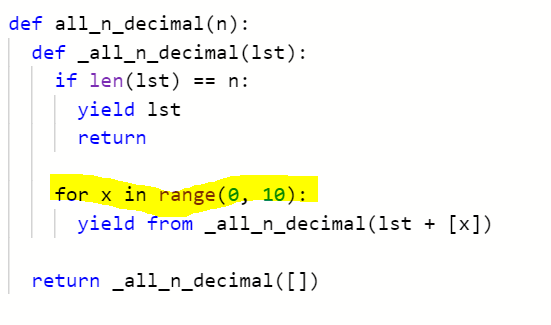 def all_n_decimal(n):
  def _all_n_decimal(lst):
    if len(lst) == n:
      yield lst
      return

    for x in range(0, 10):
      yield from _all_n_decimal(lst + [x])

  return _all_n_decimal([])